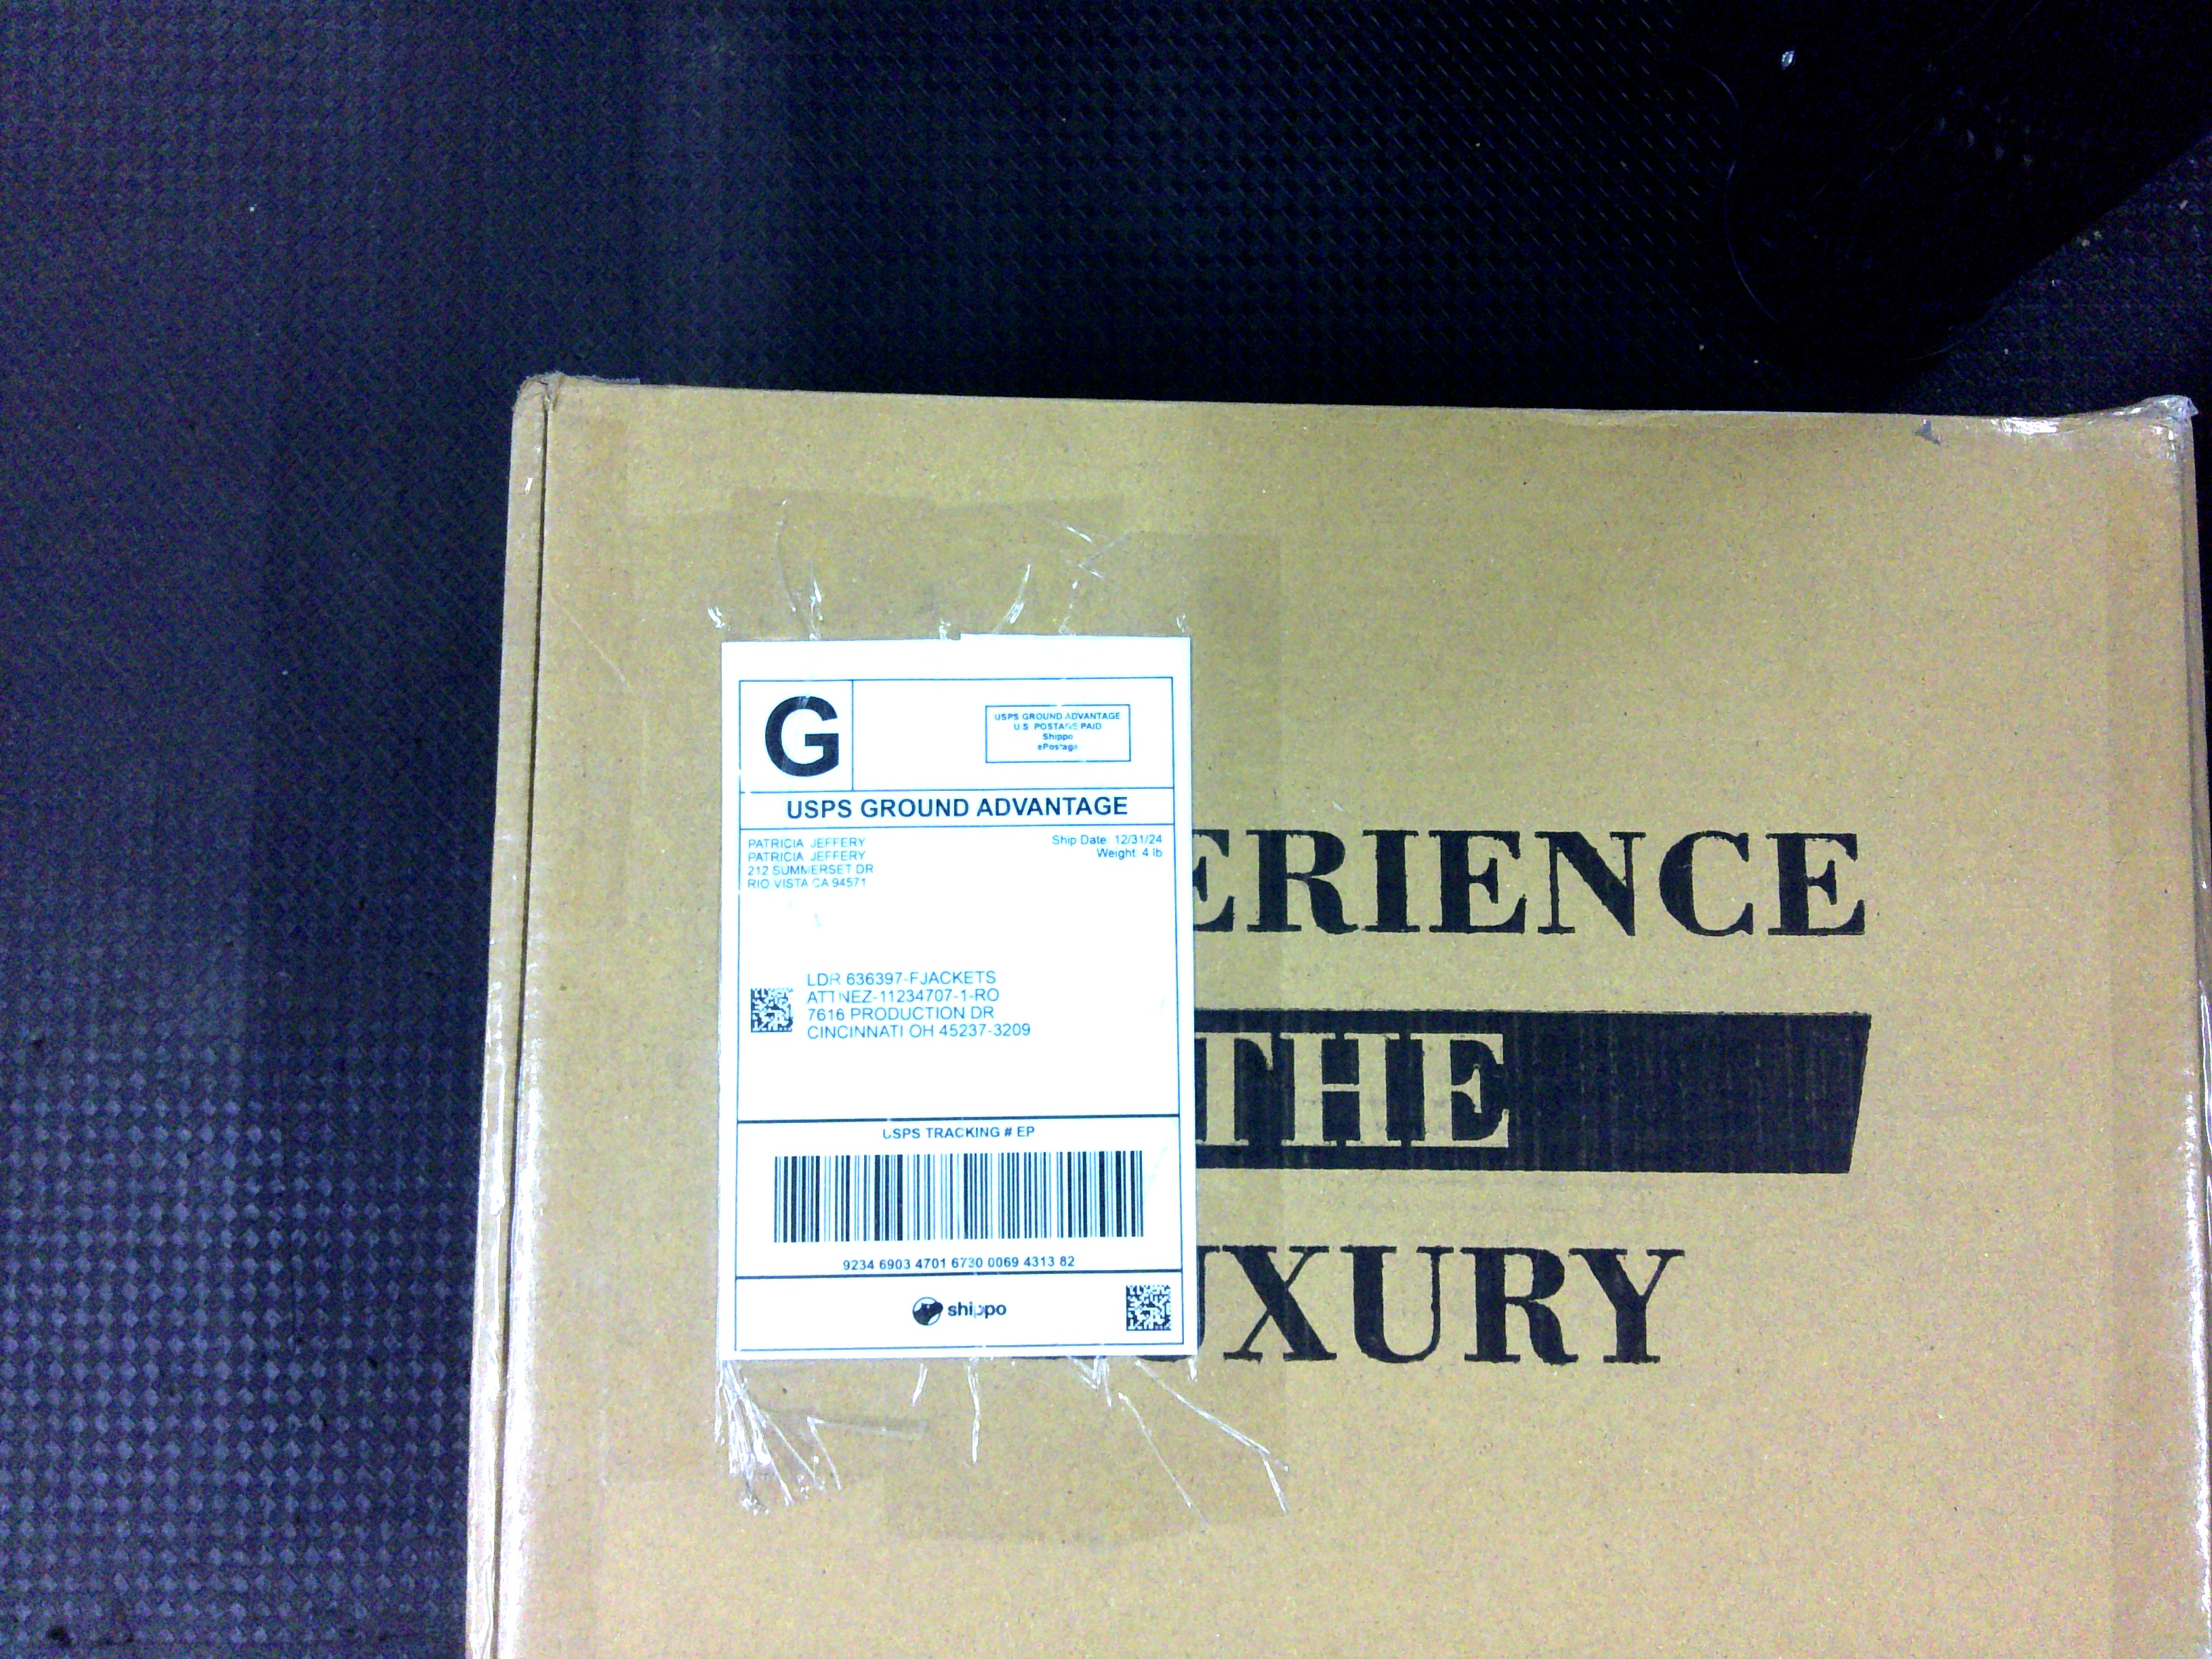 G
USPS GROUND ADVANTAGE
U.S. POSTAGE PAID
Shippo
ePostage
USPS GROUND ADVANTAGE
PATRICIA JEFFERY
PATRICIA JEFFERY
212 SUMMERSET DR
RIO VISTA CA 94571
Ship Date: 12/31/24
Weight: 4 lb
LDR 636397-FJACKETS
ATTNEZ-11234707-1-RO
7616 PRODUCTION DR
CINCINNATI OH 45237-3209
USPS TRACKING # EP
9234 6903 4701 6730 0069 4313 82
shippo
ERIENCE
THE
UXURY